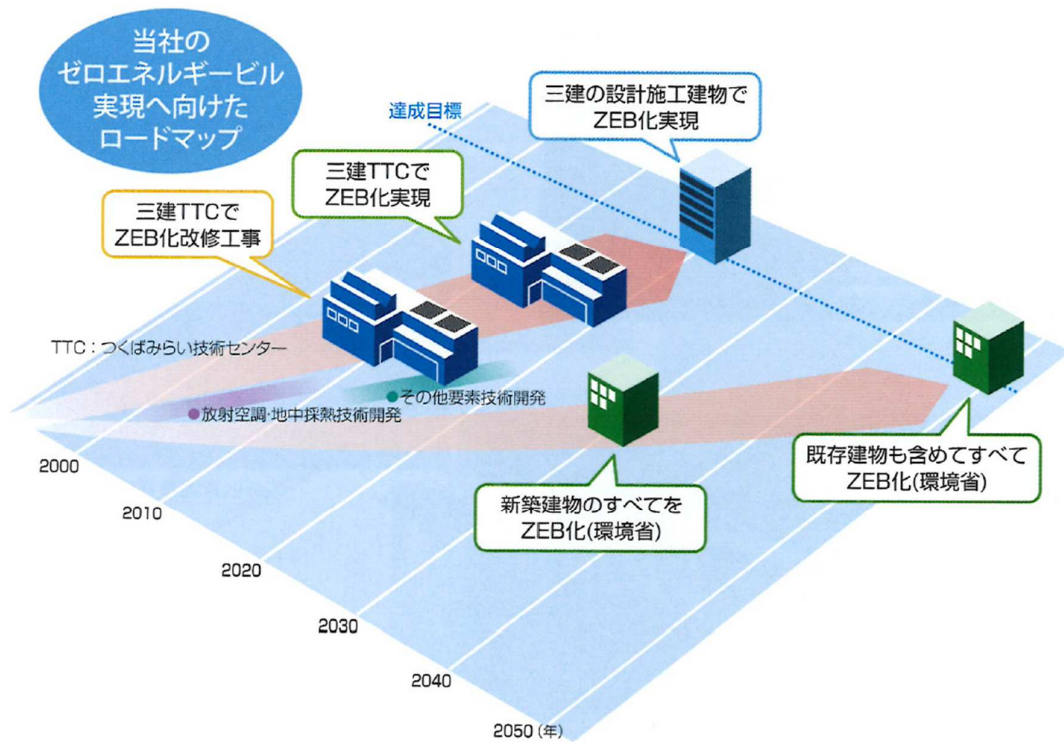 当社の
ゼロエネルギービル
実現へ向けた
ロードマップ
達成目標
三建の設計施工建物で
ZEB化実現
三建TTCで
ZEB化実現
三建TTCで
ZEB化改修工事
TTC：つくばみらい技術センター
その他要素技術開発
放射空調･地中採熱技術開発
既存建物も含めてすべて
ZEB化(環境省)
新築建物のすべてを
ZEB化(環境省)
2000
2010
2020
2030
2040
2050(年)